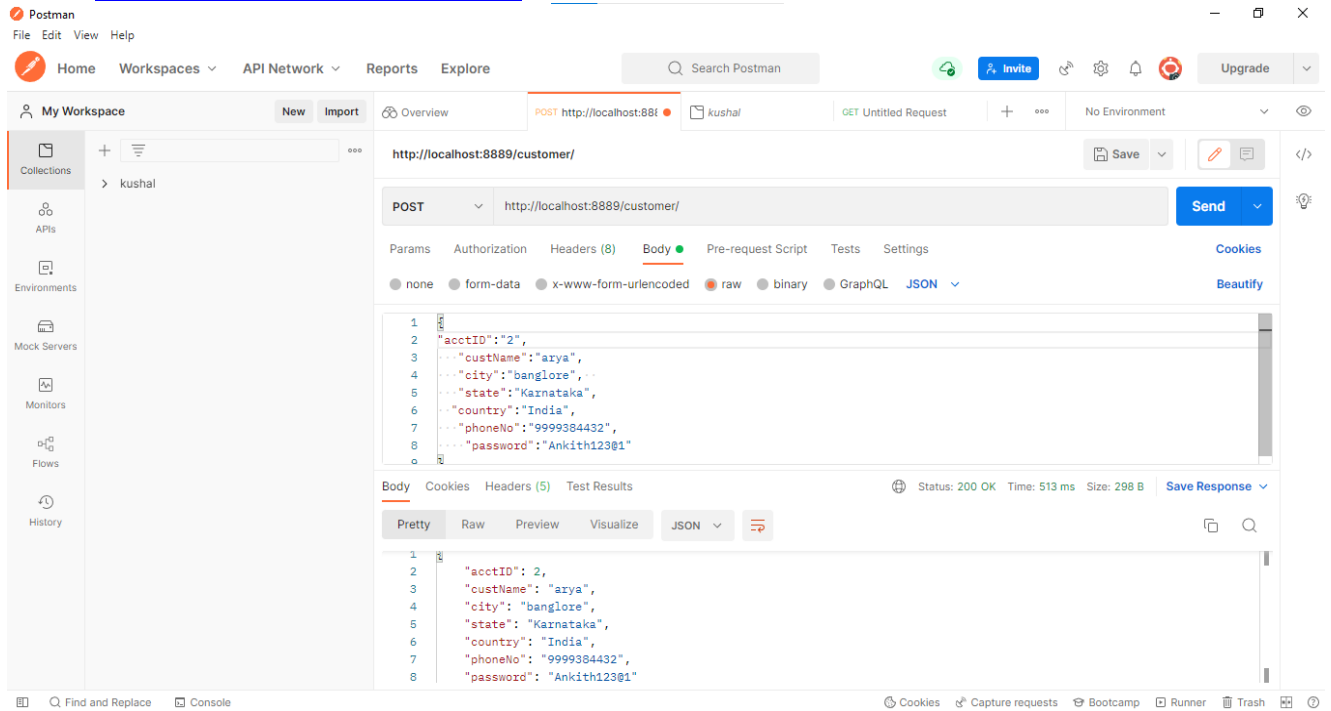 Postman
File Edit View Help
Home Workspaces API Network Reports Explore Search Postman Invite Upgrade
My Workspace New Import Overview POST http://localhost:888 kushal GET Untitled Request No Environment
Collections
kushal
APIs
Environments
Mock Servers
Monitors
Flows
History
http://localhost:8889/customer/ Save
POST http://localhost:8889/customer/ Send
Params Authorization Headers (8) Body Pre-request Script Tests Settings Cookies
none form-data x-www-form-urlencoded raw binary GraphQL JSON Beautify
1 {
2 "acctID":"2",
3 "custName":"arya",
4 "city":"banglore",
5 "state":"Karnataka",
6 "country":"India",
7 "phoneNo":"9999384432",
8 "password":"Ankith123@1"
9 }
Body Cookies Headers (5) Test Results Status: 200 OK Time: 513 ms Size: 298 B Save Response
Pretty Raw Preview Visualize JSON
1 {
2 "acctID": 2,
3 "custName": "arya",
4 "city": "banglore",
5 "state": "Karnataka",
6 "country": "India",
7 "phoneNo": "9999384432",
8 "password": "Ankith123@1"
Find and Replace Console Cookies Capture requests Bootcamp Runner Trash